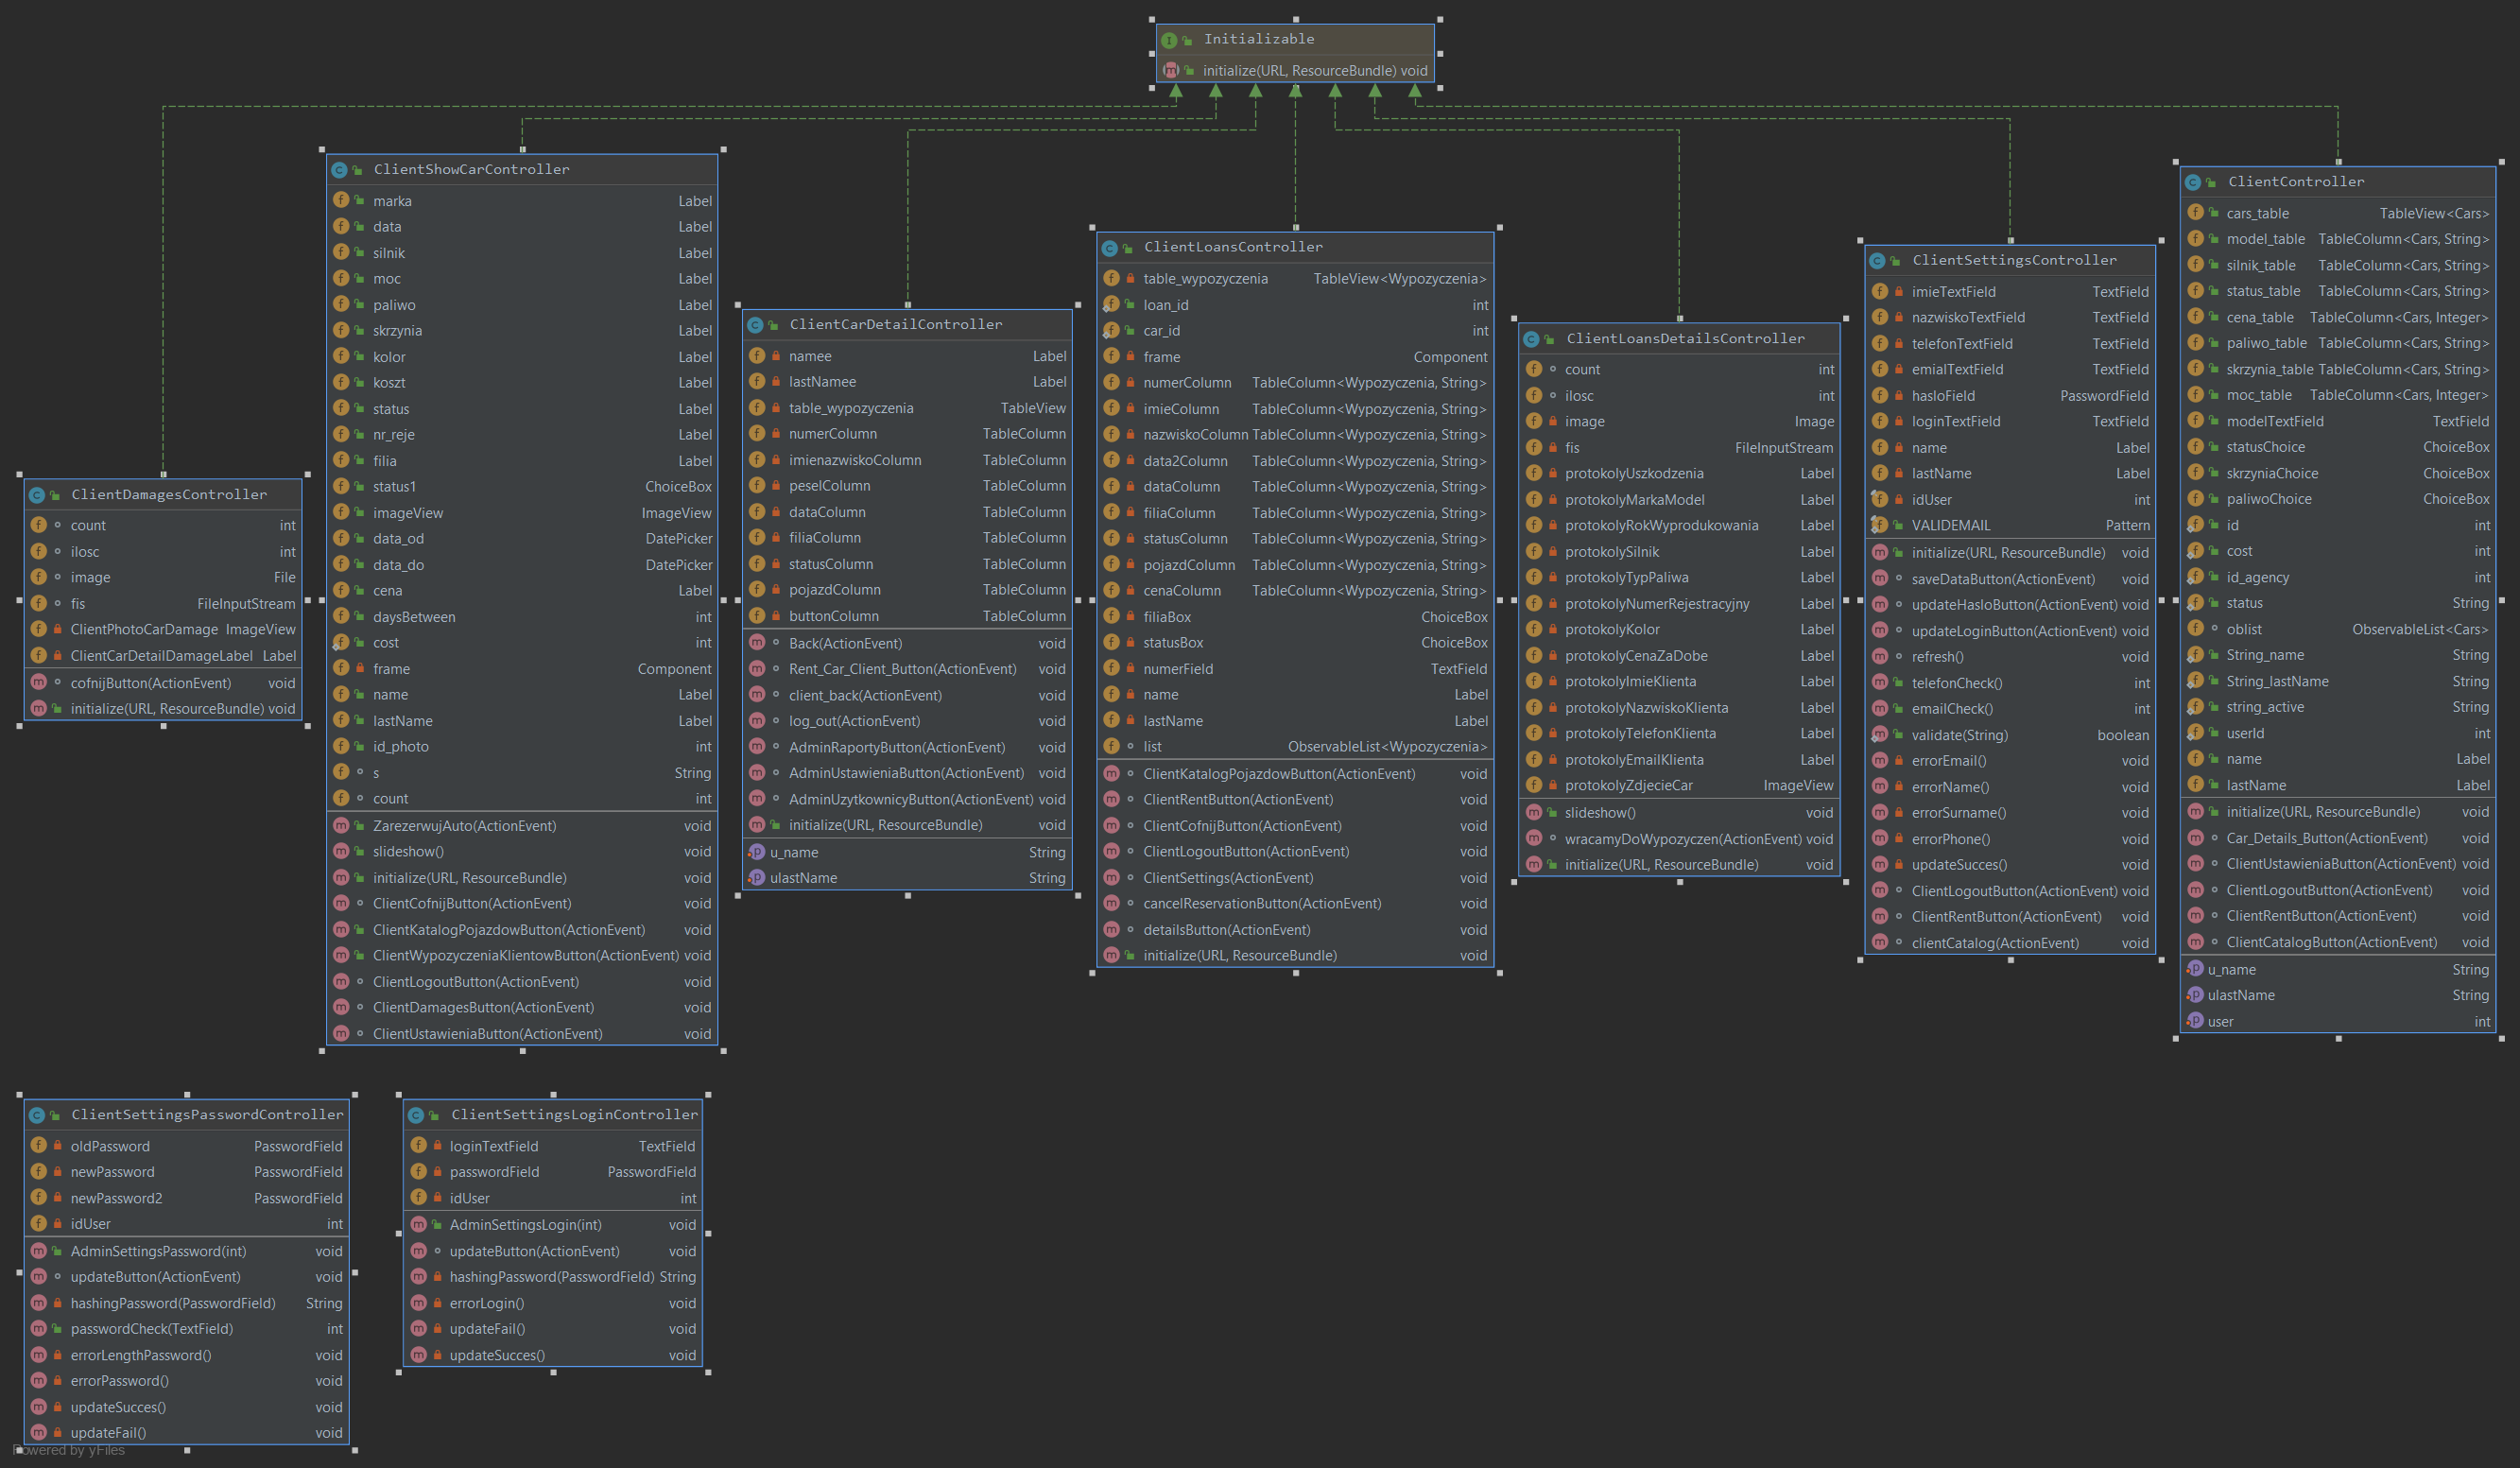 Initializable
initialize(URL, ResourceBundle) void
ClientDamagesController
count int
ilosc int
image File
fis FileInputStream
ClientPhotoCarDamage ImageView
ClientCarDetailDamageLabel Label
cofnijButton(ActionEvent) void
initialize(URL, ResourceBundle) void
ClientShowCarController
marka Label
data Label
silnik Label
moc Label
paliwo Label
skrzynia Label
kolor Label
koszt Label
status Label
nr_reje Label
filia Label
status1 ChoiceBox
imageView ImageView
data_od DatePicker
data_do DatePicker
cena Label
daysBetween int
cost int
frame Component
name Label
lastName Label
id_photo int
s String
count int
ZarezerwujAuto(ActionEvent) void
slideshow() void
initialize(URL, ResourceBundle) void
ClientCofnijButton(ActionEvent) void
ClientKatalogPojazdowButton(ActionEvent) void
ClientWypozyczeniaKlientowButton(ActionEvent) void
ClientLogoutButton(ActionEvent) void
ClientDamagesButton(ActionEvent) void
ClientUstawieniaButton(ActionEvent) void
ClientCarDetailController
namee Label
lastNamee Label
table_wypozyczenia TableView
numerColumn TableColumn
imienazwiskoColumn TableColumn
peselColumn TableColumn
dataColumn TableColumn
filiaColumn TableColumn
statusColumn TableColumn
pojazdColumn TableColumn
buttonColumn TableColumn
Back(ActionEvent) void
Rent_Car_Client_Button(ActionEvent) void
client_back(ActionEvent) void
log_out(ActionEvent) void
AdminRaportyButton(ActionEvent) void
AdminUstawieniaButton(ActionEvent) void
AdminUzytkownicyButton(ActionEvent) void
initialize(URL, ResourceBundle) void
u_name String
ulastName String
ClientLoansController
table_wypozyczenia TableView<Wypozyczenia>
loan_id int
car_id int
frame Component
numerColumn TableColumn<Wypozyczenia, String>
imieColumn TableColumn<Wypozyczenia, String>
nazwiskoColumn TableColumn<Wypozyczenia, String>
data2Column TableColumn<Wypozyczenia, String>
dataColumn TableColumn<Wypozyczenia, String>
filiaColumn TableColumn<Wypozyczenia, String>
statusColumn TableColumn<Wypozyczenia, String>
pojazdColumn TableColumn<Wypozyczenia, String>
cenaColumn TableColumn<Wypozyczenia, String>
filiaBox ChoiceBox
statusBox ChoiceBox
numerField TextField
name Label
lastName Label
list ObservableList<Wypozyczenia>
ClientKatalogPojazdowButton(ActionEvent) void
ClientRentButton(ActionEvent) void
ClientCofnijButton(ActionEvent) void
ClientLogoutButton(ActionEvent) void
ClientSettings(ActionEvent) void
cancelReservationButton(ActionEvent) void
detailsButton(ActionEvent) void
initialize(URL, ResourceBundle) void
ClientLoansDetailsController
count int
ilosc int
image Image
fis FileInputStream
protokolyUszkodzenia Label
protokolyMarkaModel Label
protokolyRokWyprodukowania Label
protokolySilnik Label
protokolyTypPaliwa Label
protokolyNumerRejestracyjny Label
protokolyKolor Label
protokolyCenaZaDobe Label
protokolyImieKlienta Label
protokolyNazwiskoKlienta Label
protokolyTelefonKlienta Label
protokolyEmailKlienta Label
protokolyZdjecieCar ImageView
slideshow() void
wracamyDoWypozyczen(ActionEvent) void
initialize(URL, ResourceBundle) void
ClientSettingsController
imieTextField TextField
nazwiskoTextField TextField
telefonTextField TextField
emialTextField TextField
hasloField PasswordField
loginTextField TextField
name Label
lastName Label
idUser int
VALIDEMAIL Pattern
initialize(URL, ResourceBundle) void
saveDataButton(ActionEvent) void
updateHasloButton(ActionEvent) void
updateLoginButton(ActionEvent) void
refresh() void
telefonCheck() int
emailCheck() int
validate(String) boolean
errorEmail() void
errorName() void
errorSurname() void
errorPhone() void
updateSucces() void
ClientLogoutButton(ActionEvent) void
ClientRentButton(ActionEvent) void
clientCatalog(ActionEvent) void
ClientController
cars_table TableView<Cars>
model_table TableColumn<Cars, String>
silnik_table TableColumn<Cars, String>
status_table TableColumn<Cars, String>
cena_table TableColumn<Cars, Integer>
paliwo_table TableColumn<Cars, String>
skrzynia_table TableColumn<Cars, String>
moc_table TableColumn<Cars, Integer>
modelTextField TextField
statusChoice ChoiceBox
skrzyniaChoice ChoiceBox
paliwoChoice ChoiceBox
id int
cost int
id_agency int
status String
oblist ObservableList<Cars>
String_name String
String_lastName String
string_active String
userId int
name Label
lastName Label
initialize(URL, ResourceBundle) void
Car_Details_Button(ActionEvent) void
ClientUstawieniaButton(ActionEvent) void
ClientLogoutButton(ActionEvent) void
ClientRentButton(ActionEvent) void
ClientCatalogButton(ActionEvent) void
u_name String
ulastName String
user int
ClientSettingsPasswordController
oldPassword PasswordField
newPassword PasswordField
newPassword2 PasswordField
idUser int
AdminSettingsPassword(int) void
updateButton(ActionEvent) void
hashingPassword(PasswordField) String
passwordCheck(TextField) int
errorLengthPassword() void
errorPassword() void
updateSucces() void
updateFail() void
ClientSettingsLoginController
loginTextField TextField
passwordField PasswordField
idUser int
AdminSettingsLogin(int) void
updateButton(ActionEvent) void
hashingPassword(PasswordField) String
errorLogin() void
updateFail() void
updateSucces() void
Powered by yFiles